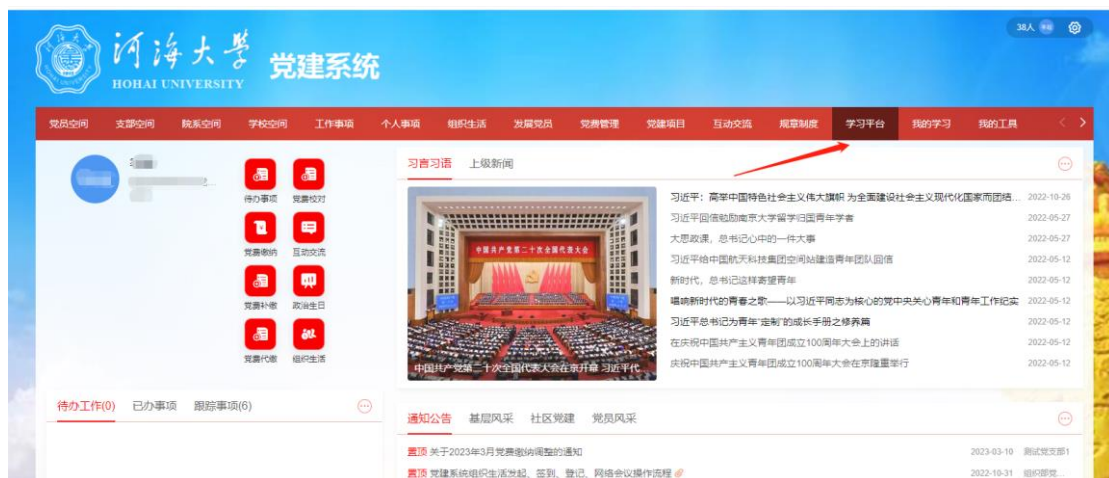 38人
河海大学
HOHAI UNIVERSITY
党建系统
党员空间 支部空间 院系空间 学校空间 工作事项 个人事项 组织生活 发展党员 党费管理 党建项目 互动交流 规章制度 学习平台 我的学习 我的工具
待办事项 党费校对
党费缴纳 互动交流
党费补缴 政治生日
党费代缴 组织生活
习言习语 上级新闻
中国共产党第二十次全国代表大会
中国共产党第二十次全国代表大会在京开幕 习近平代
习近平：高举中国特色社会主义伟大旗帜 为全面建设社会主义现代化国家而团结... 2022-10-26
习近平回信勉励南京大学留学归国青年学者 2022-05-27
大思政课，总书记心中的一件大事 2022-05-27
习近平给中国航天科技集团空间站建造青年团队回信 2022-05-12
新时代，总书记这样寄望青年 2022-05-12
唱响新时代的青春之歌——以习近平同志为核心的党中央关心青年和青年工作纪实 2022-05-12
习近平总书记为青年“定制”的成长手册之修养篇 2022-05-12
在庆祝中国共产主义青年团成立100周年大会上的讲话 2022-05-12
庆祝中国共产主义青年团成立100周年大会在京隆重举行 2022-05-12
待办工作(0) 已办事项 跟踪事项(6)
通知公告 基层风采 社区党建 党员风采
置顶 关于2023年3月党费缴纳调整的通知 2023-03-10 测试党支部1
置顶 党建系统组织生活发起、签到、登记、网络会议操作流程 2022-10-31 组织部党...